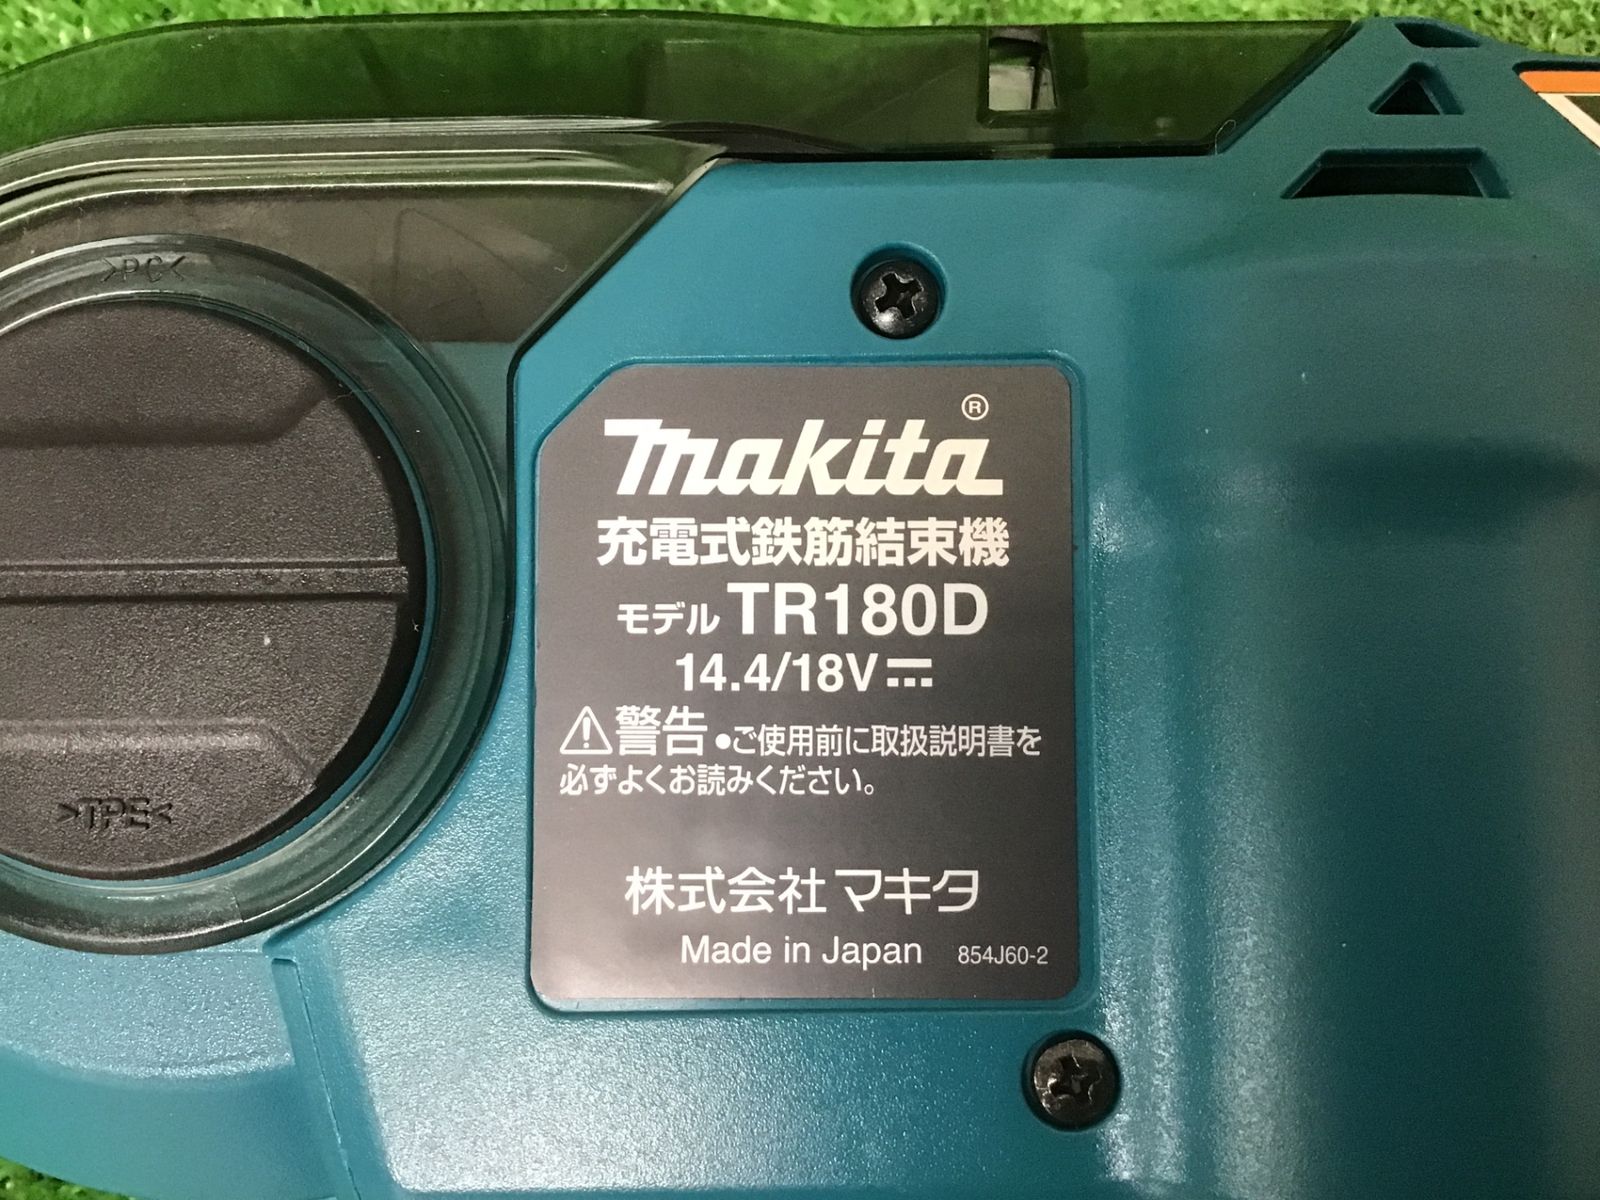 >PC<
>TPE<
makita®
充電式鉄筋結束機
モデル TR180D
14.4/18V
警告 ●ご使用前に取扱説明書を
必ずよくお読みください。
株式会社マキタ
Made in Japan 854J60-2